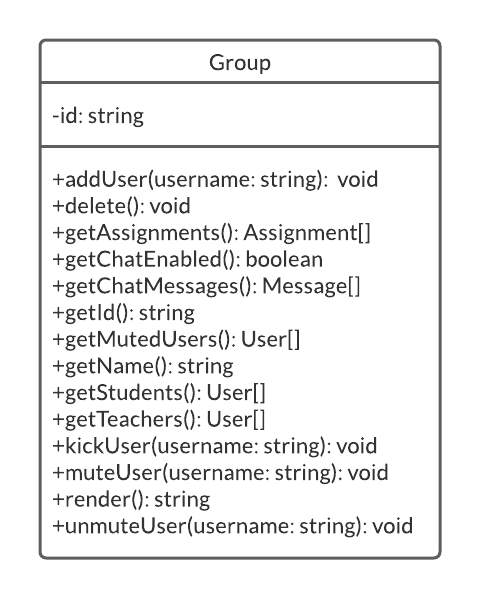 Group
-id: string
+addUser(username: string):  void
+delete(): void
+getAssignments(): Assignment[]
+getChatEnabled(): boolean
+getChatMessages(): Message[]
+getId(): string
+getMutedUsers(): User[]
+getName(): string
+getStudents(): User[]
+getTeachers(): User[]
+kickUser(username: string): void
+muteUser(username: string): void
+render(): string
+unmuteUser(username: string): void